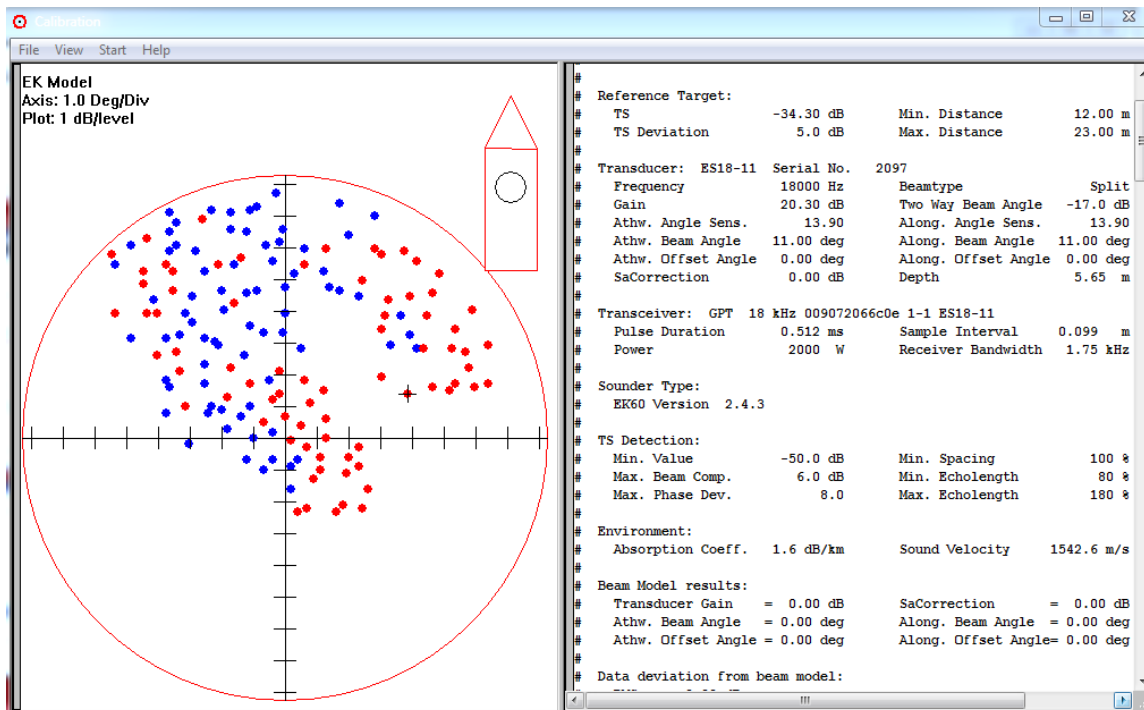 Calibration
File View Start Help
EK Model
Axis: 1.0 Deg/Div
Plot: 1 dB/level
#
# Reference Target:
# TS -34.30 dB Min. Distance 12.00 m
# TS Deviation 5.0 dB Max. Distance 23.00 m
#
# Transducer: ES18-11 Serial No. 2097
# Frequency 18000 Hz Beamtype Split
# Gain 20.30 dB Two Way Beam Angle -17.0 dB
# Athw. Angle Sens. 13.90 Along. Angle Sens. 13.90
# Athw. Beam Angle 11.00 deg Along. Beam Angle 11.00 deg
# Athw. Offset Angle 0.00 deg Along. Offset Angle 0.00 deg
# SaCorrection 0.00 dB Depth 5.65 m
#
# Transceiver: GPT 18 kHz 009072066c0e 1-1 ES18-11
# Pulse Duration 0.512 ms Sample Interval 0.099 m
# Power 2000 W Receiver Bandwidth 1.75 kHz
#
# Sounder Type:
# EK60 Version 2.4.3
#
# TS Detection:
# Min. Value -50.0 dB Min. Spacing 100 %
# Max. Beam Comp. 6.0 dB Min. Echolength 80 %
# Max. Phase Dev. 8.0 Max. Echolength 180 %
#
# Environment:
# Absorption Coeff. 1.6 dB/km Sound Velocity 1542.6 m/s
#
# Beam Model results:
# Transducer Gain = 0.00 dB SaCorrection = 0.00 dB
# Athw. Beam Angle = 0.00 deg Along. Beam Angle = 0.00 deg
# Athw. Offset Angle = 0.00 deg Along. Offset Angle= 0.00 deg
#
# Data deviation from beam model: